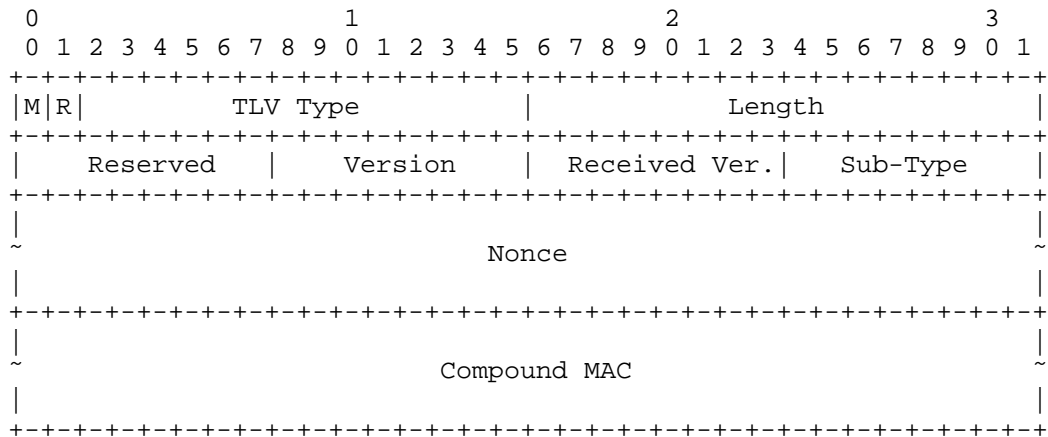 0                   1                   2                   3
 0 1 2 3 4 5 6 7 8 9 0 1 2 3 4 5 6 7 8 9 0 1 2 3 4 5 6 7 8 9 0 1
+-+-+-+-+-+-+-+-+-+-+-+-+-+-+-+-+-+-+-+-+-+-+-+-+-+-+-+-+-+-+-+-+
|M|R|         TLV Type            |            Length             |
+-+-+-+-+-+-+-+-+-+-+-+-+-+-+-+-+-+-+-+-+-+-+-+-+-+-+-+-+-+-+-+-+
|    Reserved   |    Version    |  Received Ver.|   Sub-Type    |
+-+-+-+-+-+-+-+-+-+-+-+-+-+-+-+-+-+-+-+-+-+-+-+-+-+-+-+-+-+-+-+-+
|                                                               |
~                             Nonce                             ~
|                                                               |
+-+-+-+-+-+-+-+-+-+-+-+-+-+-+-+-+-+-+-+-+-+-+-+-+-+-+-+-+-+-+-+-+
|                                                               |
~                          Compound MAC                         ~
|                                                               |
+-+-+-+-+-+-+-+-+-+-+-+-+-+-+-+-+-+-+-+-+-+-+-+-+-+-+-+-+-+-+-+-+